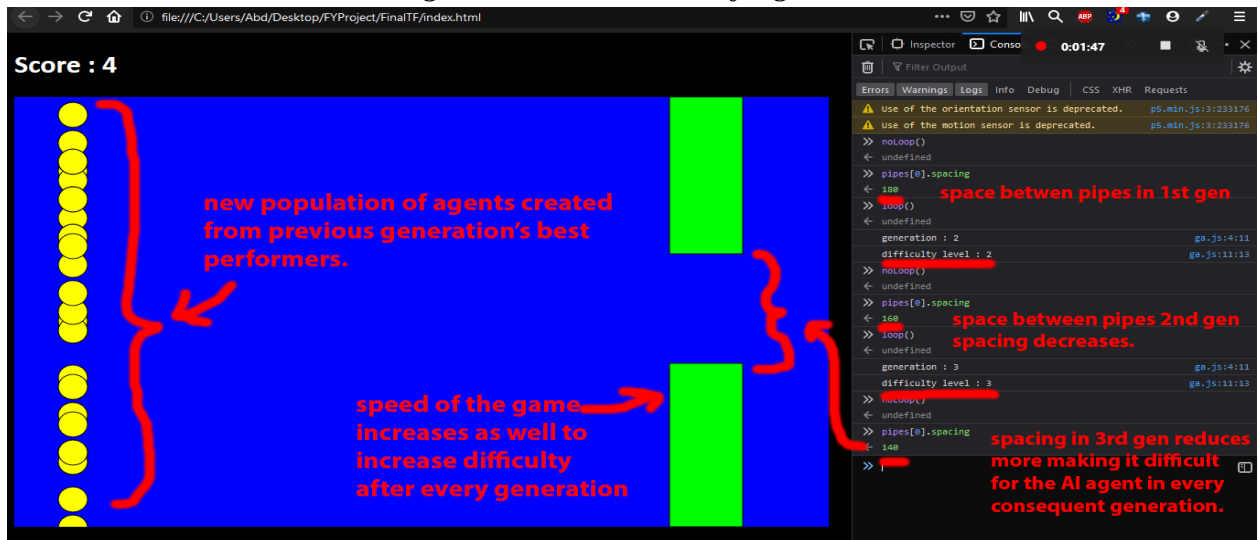 file:///C:/Users/Abd/Desktop/FYProject/FinalTF/index.html
ABP
4
Inspector
Conso
0:01:47
Score : 4
Filter Output
Errors Warnings Logs Info Debug CSS XHR Requests
Use of the orientation sensor is deprecated. p5.min.js:3:233176
Use of the motion sensor is deprecated. p5.min.js:3:233176
>> noLoop()
← undefined
>> pipes[0].spacing
← 180
space betwen pipes in 1st gen
>> loop()
← undefined
generation : 2 ga.js:4:11
difficulty level : 2 ga.js:11:13
>> noLoop()
← undefined
>> pipes[0].spacing
← 160
space between pipes 2nd gen
spacing decreases.
>> loop()
← undefined
generation : 3 ga.js:4:11
difficulty level : 3 ga.js:11:13
>> noLoop()
← undefined
>> pipes[0].spacing
← 140
spacing in 3rd gen reduces
more making it difficult
for the AI agent in every
consequent generation.
>>
new population of agents created
from previous generation's best
performers.
speed of the game
increases as well to
increase difficulty
after every generation